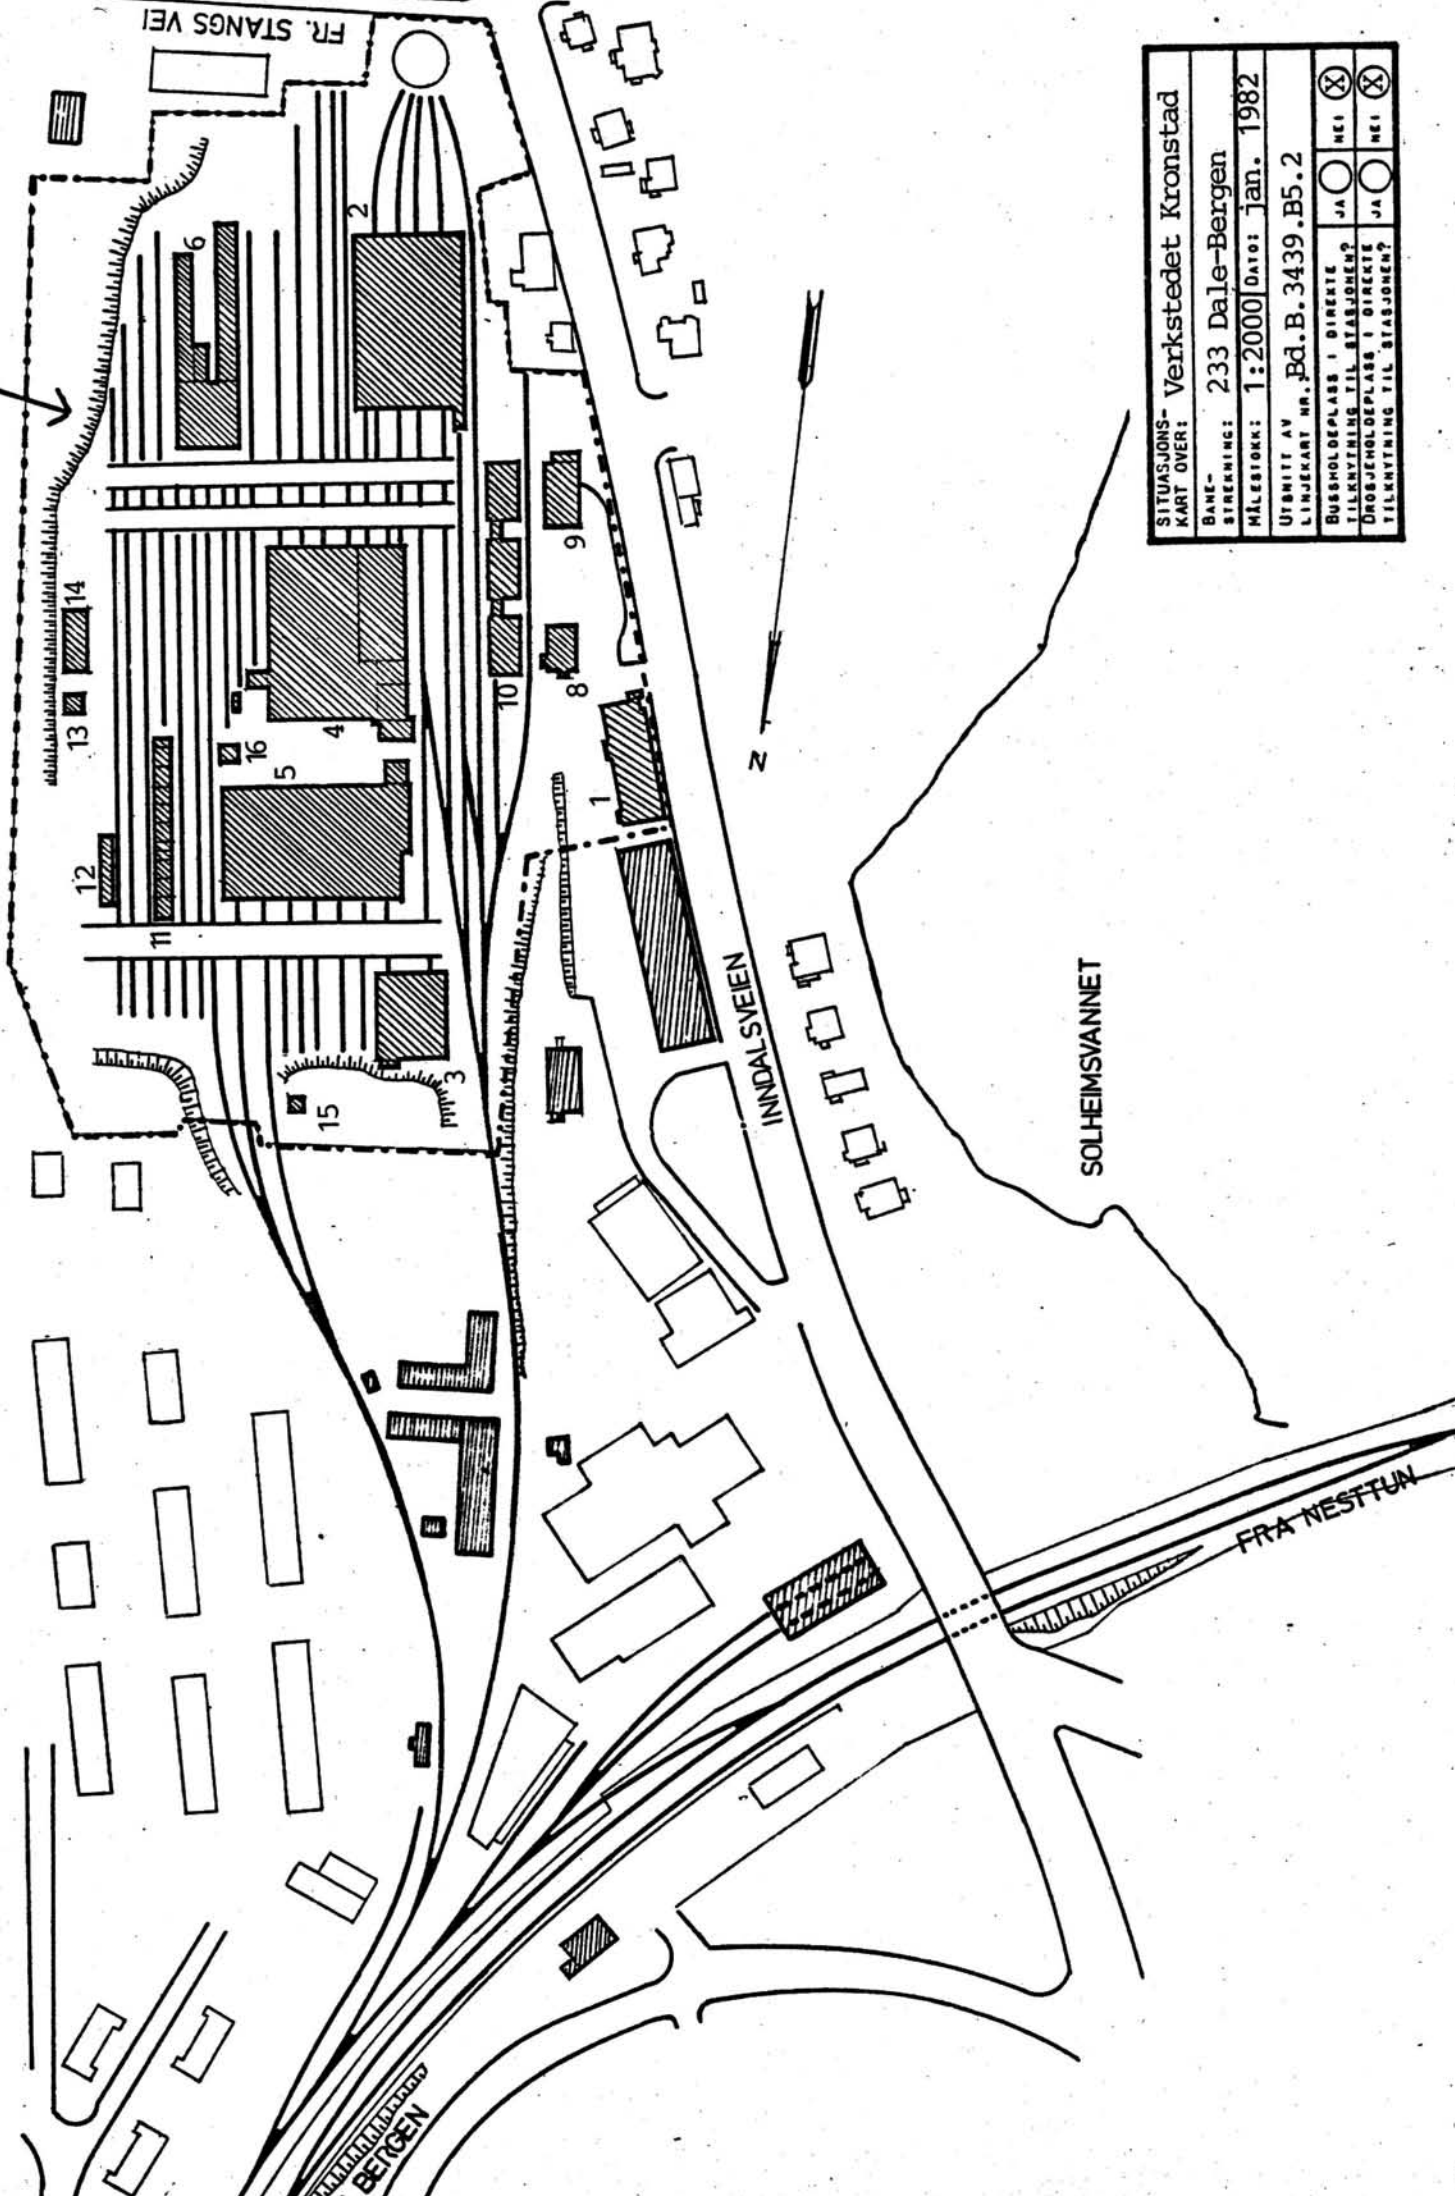 SITUASJONS-
KART OVER: Verkstedet Kronstad
BANE-
STREKNING: 233 Dale-Bergen
MÅLESTOKK: 1:2000 DATO: jan. 1982
UTSNITT AV
LINJEKART NR.: Bd.B.3439.B5.2
BUSSHOLDEPLASS I DIREKTE
TILKNYTNING TIL STASJONEN? JA NEI X
DROSJEHOLDEPLASS I DIREKTE
TILKNYTNING TIL STASJONEN? JA NEI X
FR. STANGS VEI
6
2
14
13
9
10
8
4
16
5
1
12
11
3
15
N
INNDALSVEIEN
SOLHEIMSVANNET
FRA NESTTUN
BERGEN